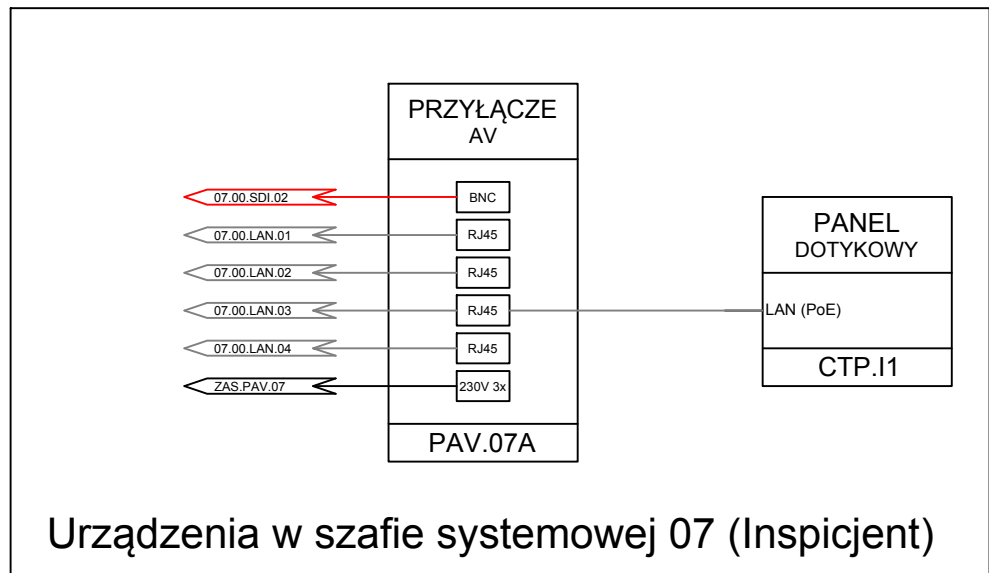 PRZYŁĄCZE
AV
07.00.SDI.02
BNC
07.00.LAN.01
RJ45
07.00.LAN.02
RJ45
07.00.LAN.03
RJ45
07.00.LAN.04
RJ45
ZAS.PAV.07
230V 3x
PAV.07A
PANEL
DOTYKOWY
LAN (PoE)
CTP.I1
Urządzenia w szafie systemowej 07 (Inspicjent)